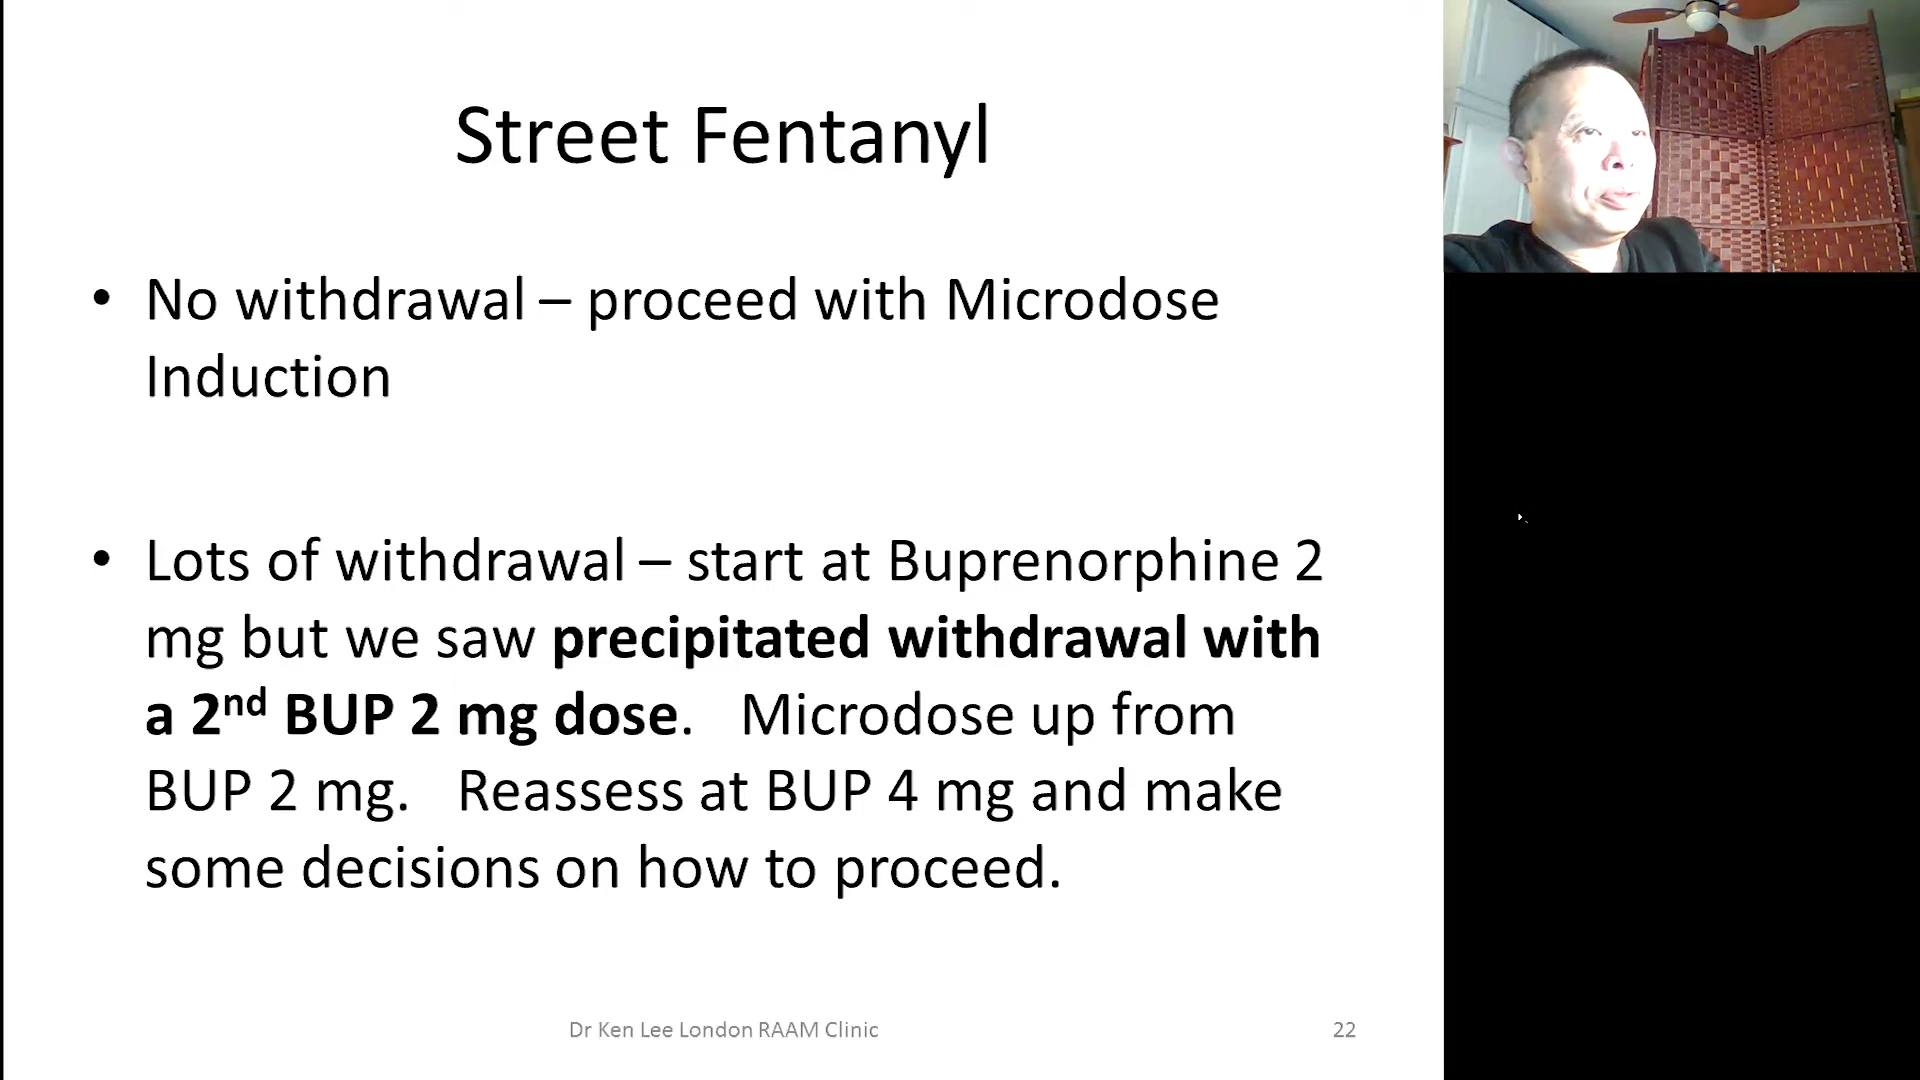 Street Fentanyl
• No withdrawal – proceed with Microdose
Induction
• Lots of withdrawal – start at Buprenorphine 2
mg but we saw precipitated withdrawal with
a 2nd BUP 2 mg dose.   Microdose up from
BUP 2 mg.   Reassess at BUP 4 mg and make
some decisions on how to proceed.
Dr Ken Lee London RAAM Clinic
22